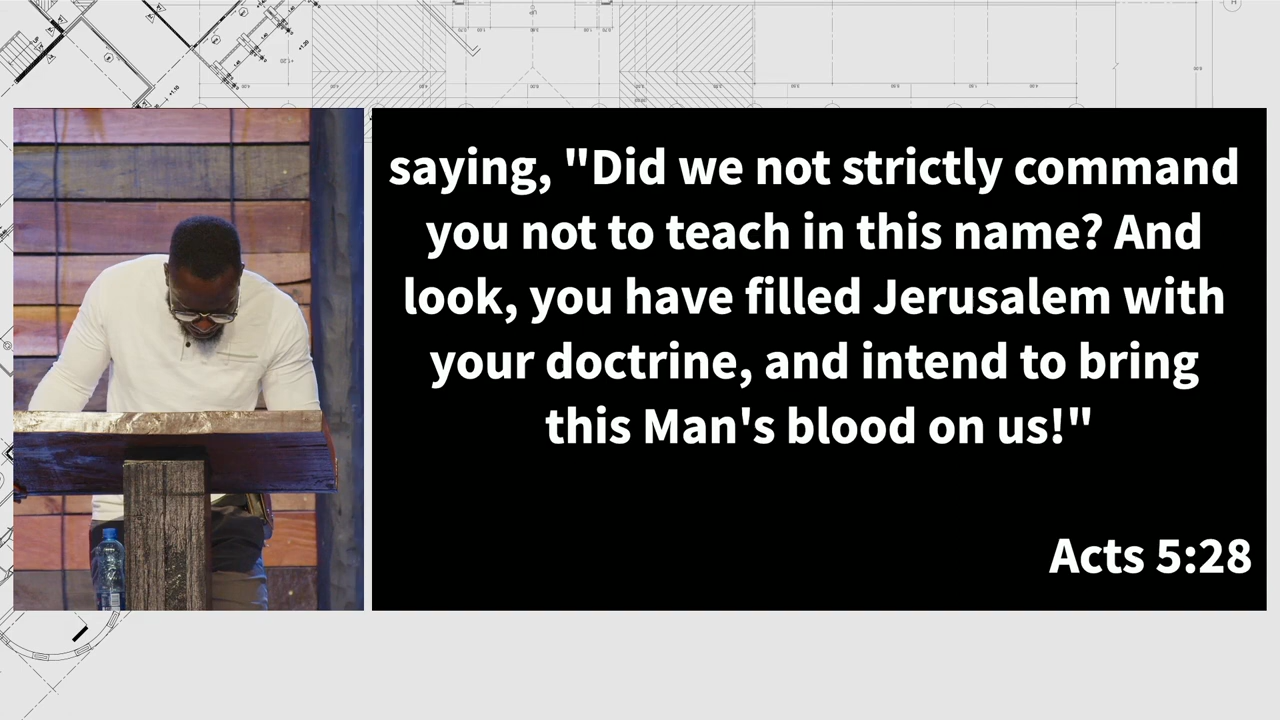 saying, "Did we not strictly command
you not to teach in this name? And
look, you have filled Jerusalem with
your doctrine, and intend to bring
this Man's blood on us!"
Acts 5:28